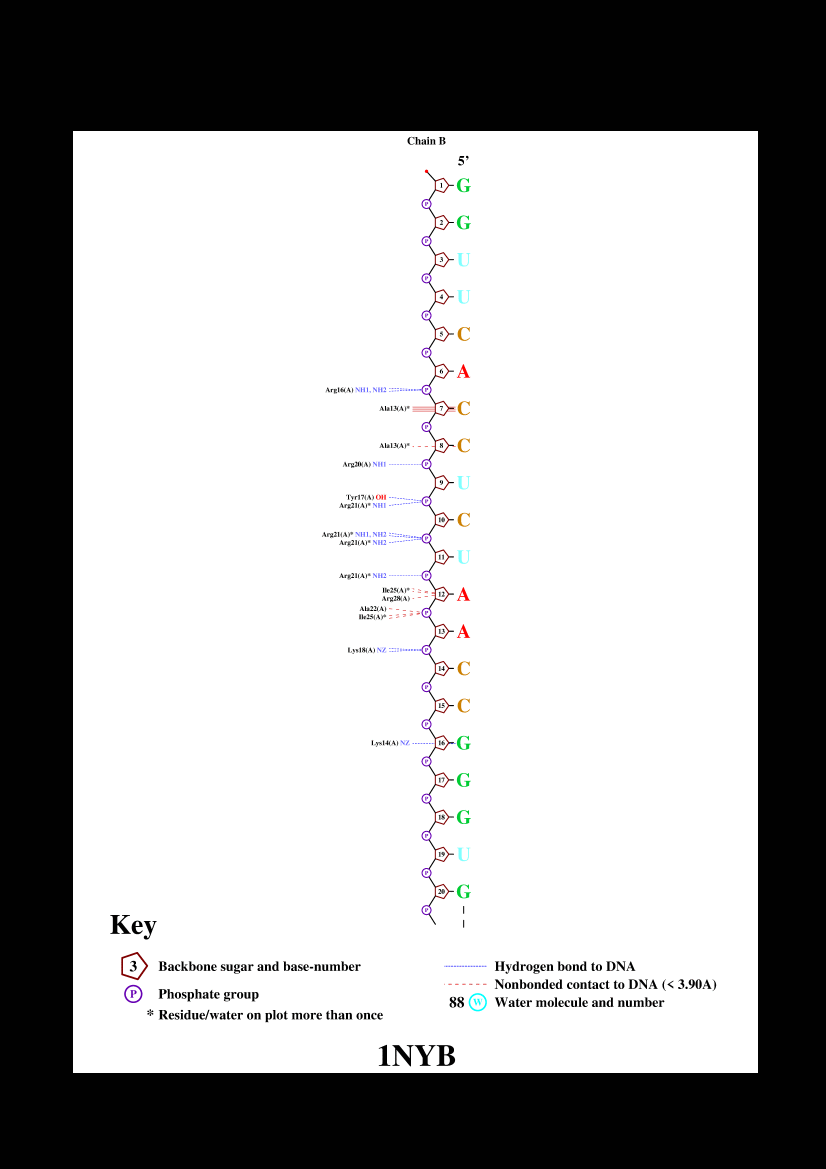 Chain B
5’
1 G
P
2 G
P
3 U
P
4 U
P
5 C
P
6 A
Arg16(A) NH1, NH2 P
Ala13(A)* 7 C
P
Ala13(A)* 8 C
Arg20(A) NH1 P
9 U
Tyr17(A) OH
P
Arg21(A)* NH1
10 C
Arg21(A)* NH1, NH2
P
Arg21(A)* NH2
11 U
Arg21(A)* NH2 P
Ile25(A)*
12 A
Arg28(A)
Ala22(A)
P
Ile25(A)*
13 A
Lys18(A) NZ P
14 C
P
15 C
P
Lys14(A) NZ 16 G
P
17 G
P
18 G
P
19 U
P
20 G
P
Key
3 Backbone sugar and base-number
P Phosphate group
* Residue/water on plot more than once
Hydrogen bond to DNA
Nonbonded contact to DNA (< 3.90A)
88 W Water molecule and number
1NYB